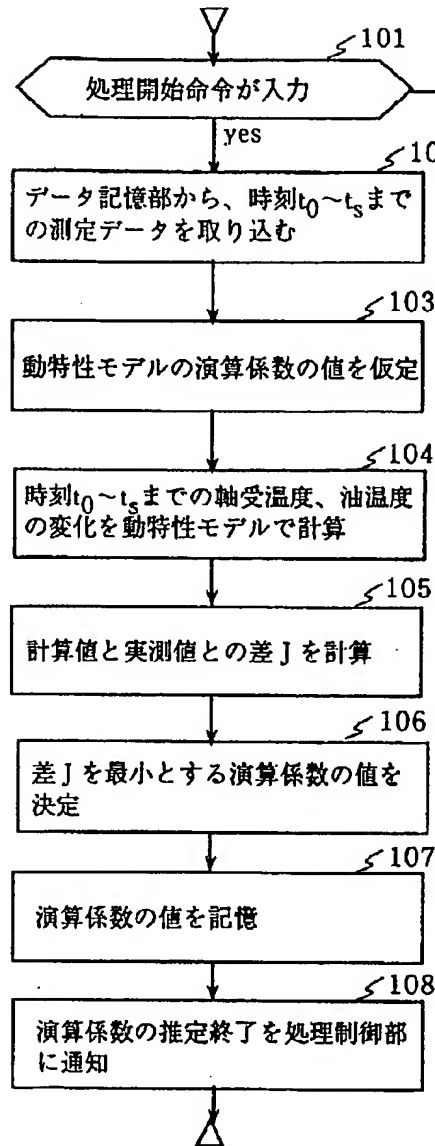 101
処理開始命令が入力
yes
10
データ記憶部から、時刻t0~tsまで
の測定データを取り込む
103
動特性モデルの演算係数の値を仮定
104
時刻t0~tsまでの軸受温度、油温度
の変化を動特性モデルで計算
105
計算値と実測値との差Jを計算
106
差Jを最小とする演算係数の値を
決定
107
演算係数の値を記憶
108
演算係数の推定終了を処理制御部
に通知